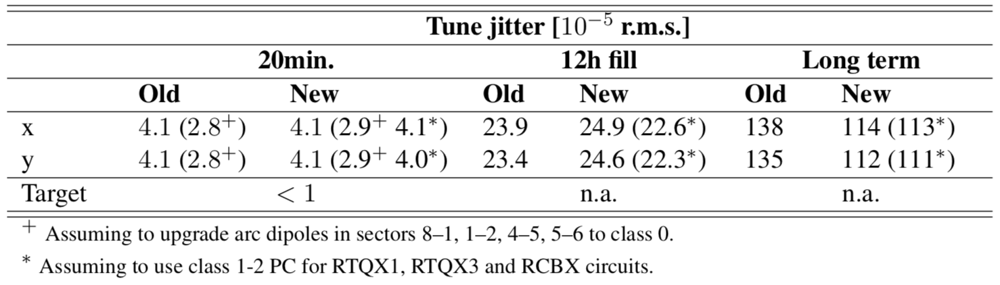 Tune jitter [10⁻⁵ r.m.s.]
20min. 12h fill Long term
Old New Old New Old New
x 4.1 (2.8⁺) 4.1 (2.9⁺ 4.1*) 23.9 24.9 (22.6*) 138 114 (113*)
y 4.1 (2.8⁺) 4.1 (2.9⁺ 4.0*) 23.4 24.6 (22.3*) 135 112 (111*)
Target < 1 n.a. n.a.
⁺ Assuming to upgrade arc dipoles in sectors 8–1, 1–2, 4–5, 5–6 to class 0.
* Assuming to use class 1-2 PC for RTQX1, RTQX3 and RCBX circuits.